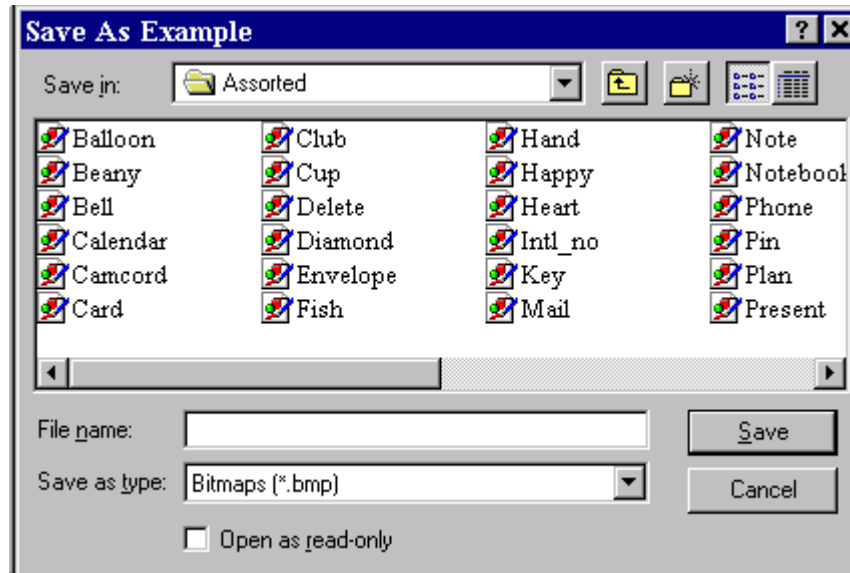 Save As Example
Save in: Assorted
Balloon Club Hand Note
Beany Cup Happy Notebook
Bell Delete Heart Phone
Calendar Diamond Intl_no Pin
Camcord Envelope Key Plan
Card Fish Mail Present
File name: Save
Save as type: Bitmaps (*.bmp) Cancel
Open as read-only